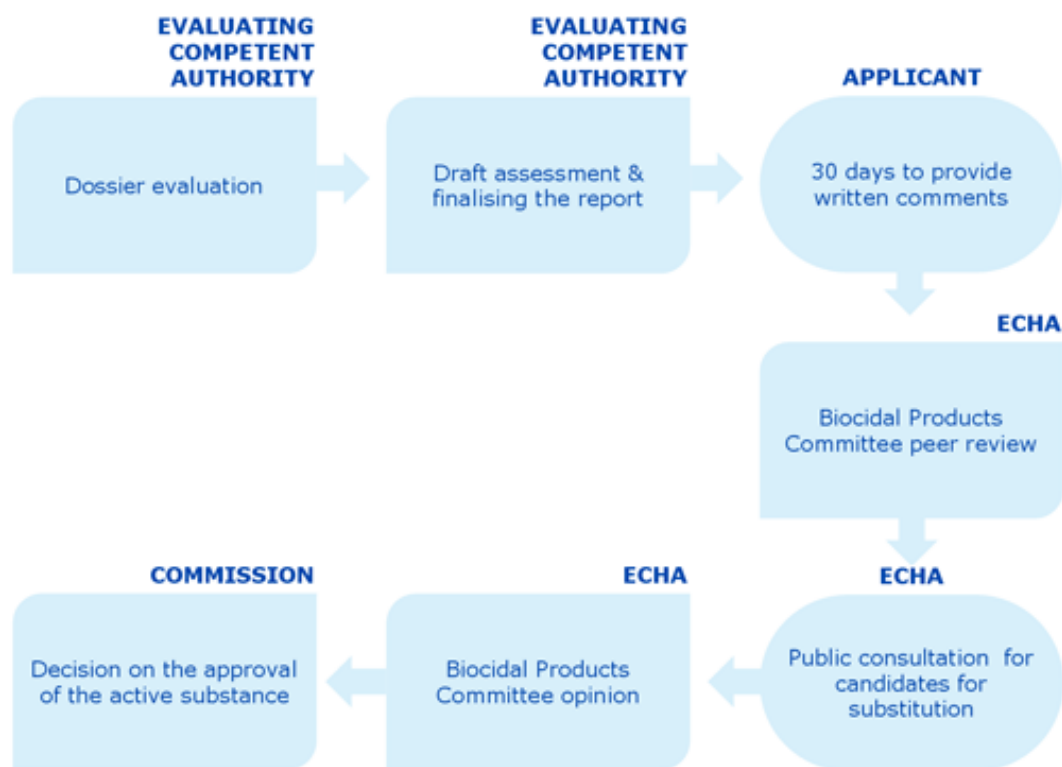 EVALUATING
COMPETENT
AUTHORITY
Dossier evaluation
EVALUATING
COMPETENT
AUTHORITY
Draft assessment &
finalising the report
APPLICANT
30 days to provide
written comments
ECHA
Biocidal Products
Committee peer review
ECHA
Public consultation for
candidates for
substitution
ECHA
Biocidal Products
Committee opinion
COMMISSION
Decision on the approval
of the active substance